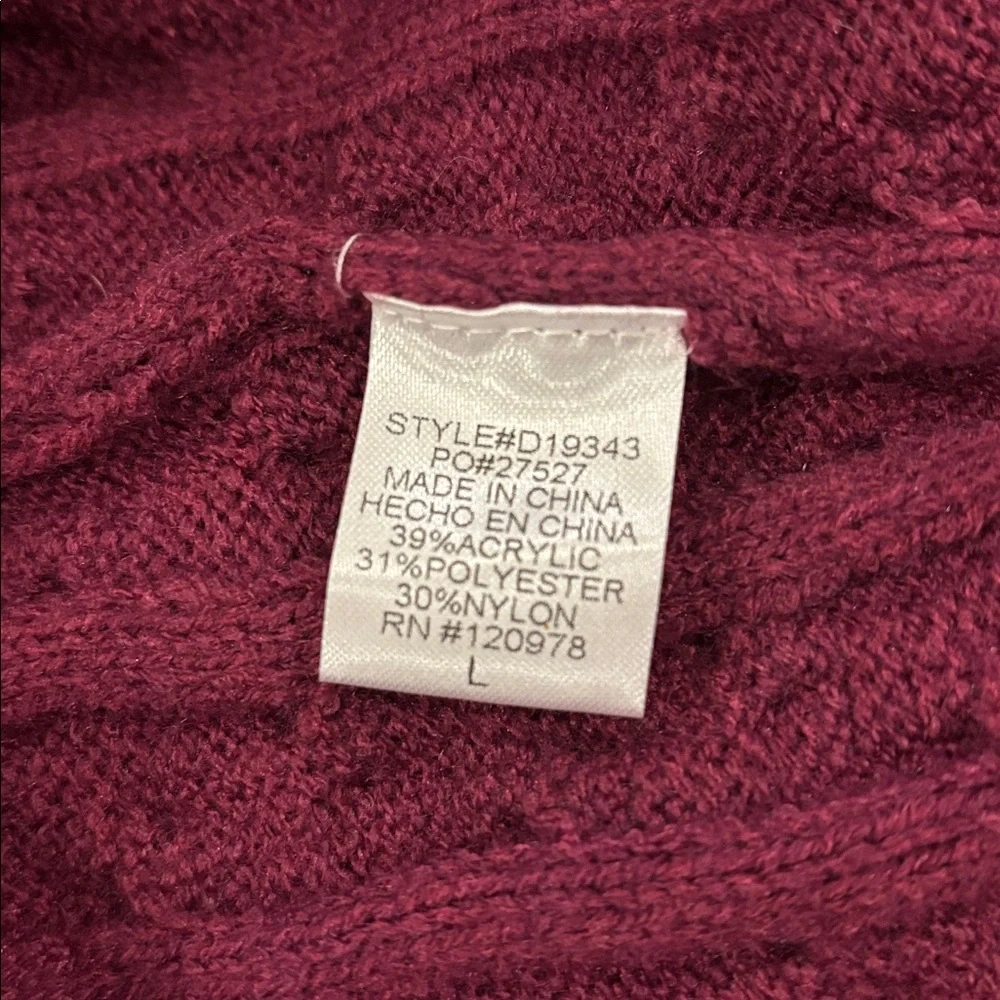 STYLE#D19343
PO#27527
MADE IN CHINA
HECHO EN CHINA
39%ACRYLIC
31%POLYESTER
30%NYLON
RN #120978
L